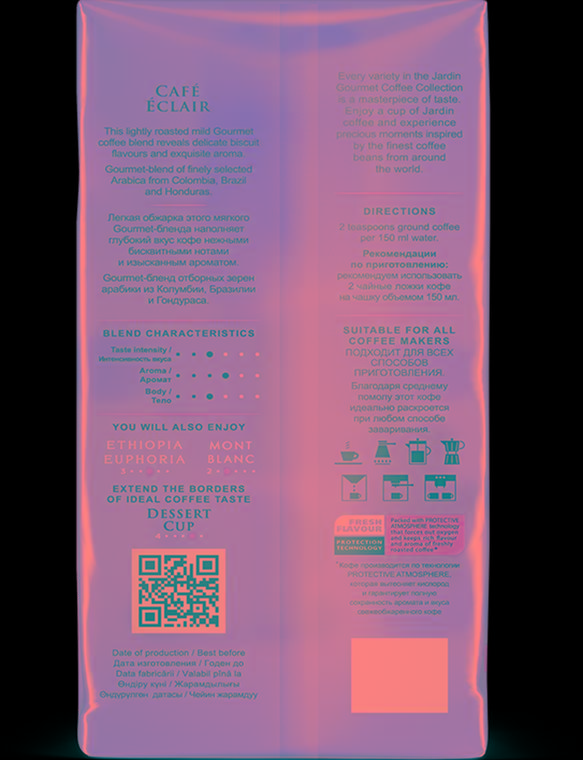 CAFÉ
ÉCLAIR
This lightly roasted mild Gourmet
coffee blend reveals delicate biscuit
flavours and exquisite aroma.
Gourmet-blend of finely selected
Arabica from Colombia, Brazil
and Honduras.
Легкая обжарка этого мягкого
Gourmet-бленда наполняет
глубокий вкус кофе нежными
бисквитными нотами
и изысканным ароматом.
Gourmet-бленд отборных зерен
арабики из Колумбии, Бразилии
и Гондураса.
BLEND CHARACTERISTICS
Taste intensity /
Интенсивность вкуса
Aroma /
Аромат
Body /
Тело
YOU WILL ALSO ENJOY
ETHIOPIA
EUPHORIA
3
MONT
BLANC
2
EXTEND THE BORDERS
OF IDEAL COFFEE TASTE
DESSERT
CUP
4
Date of production / Best before
Дата изготовления / Годен до
Data fabricării / Valabil pînă la
Өндіру күні / Жарамдылығы
Өндүрүлген датасы / Чейин жарамдуу
Every variety in the Jardin
Gourmet Coffee Collection
is a masterpiece of taste.
Enjoy a cup of Jardin
coffee and experience
precious moments inspired
by the finest coffee
beans from around
the world.
DIRECTIONS
2 teaspoons ground coffee
per 150 ml water.
Рекомендации
по приготовлению:
рекомендуем использовать
2 чайные ложки кофе
на чашку объемом 150 мл.
SUITABLE FOR ALL
COFFEE MAKERS
ПОДХОДИТ ДЛЯ ВСЕХ
СПОСОБОВ
ПРИГОТОВЛЕНИЯ.
Благодаря среднему
помолу этот кофе
идеально раскроется
при любом способе
заваривания.
FRESH
FLAVOUR
PROTECTION
TECHNOLOGY
Packed with PROTECTIVE
ATMOSPHERE technology
that forces out oxygen
and keeps rich flavour
and aroma of freshly
roasted coffee*
*Кофе производится по технологии
PROTECTIVE ATMOSPHERE,
которая вытесняет кислород
и гарантирует полную
сохранность аромата и вкуса
свежеобжаренного кофе